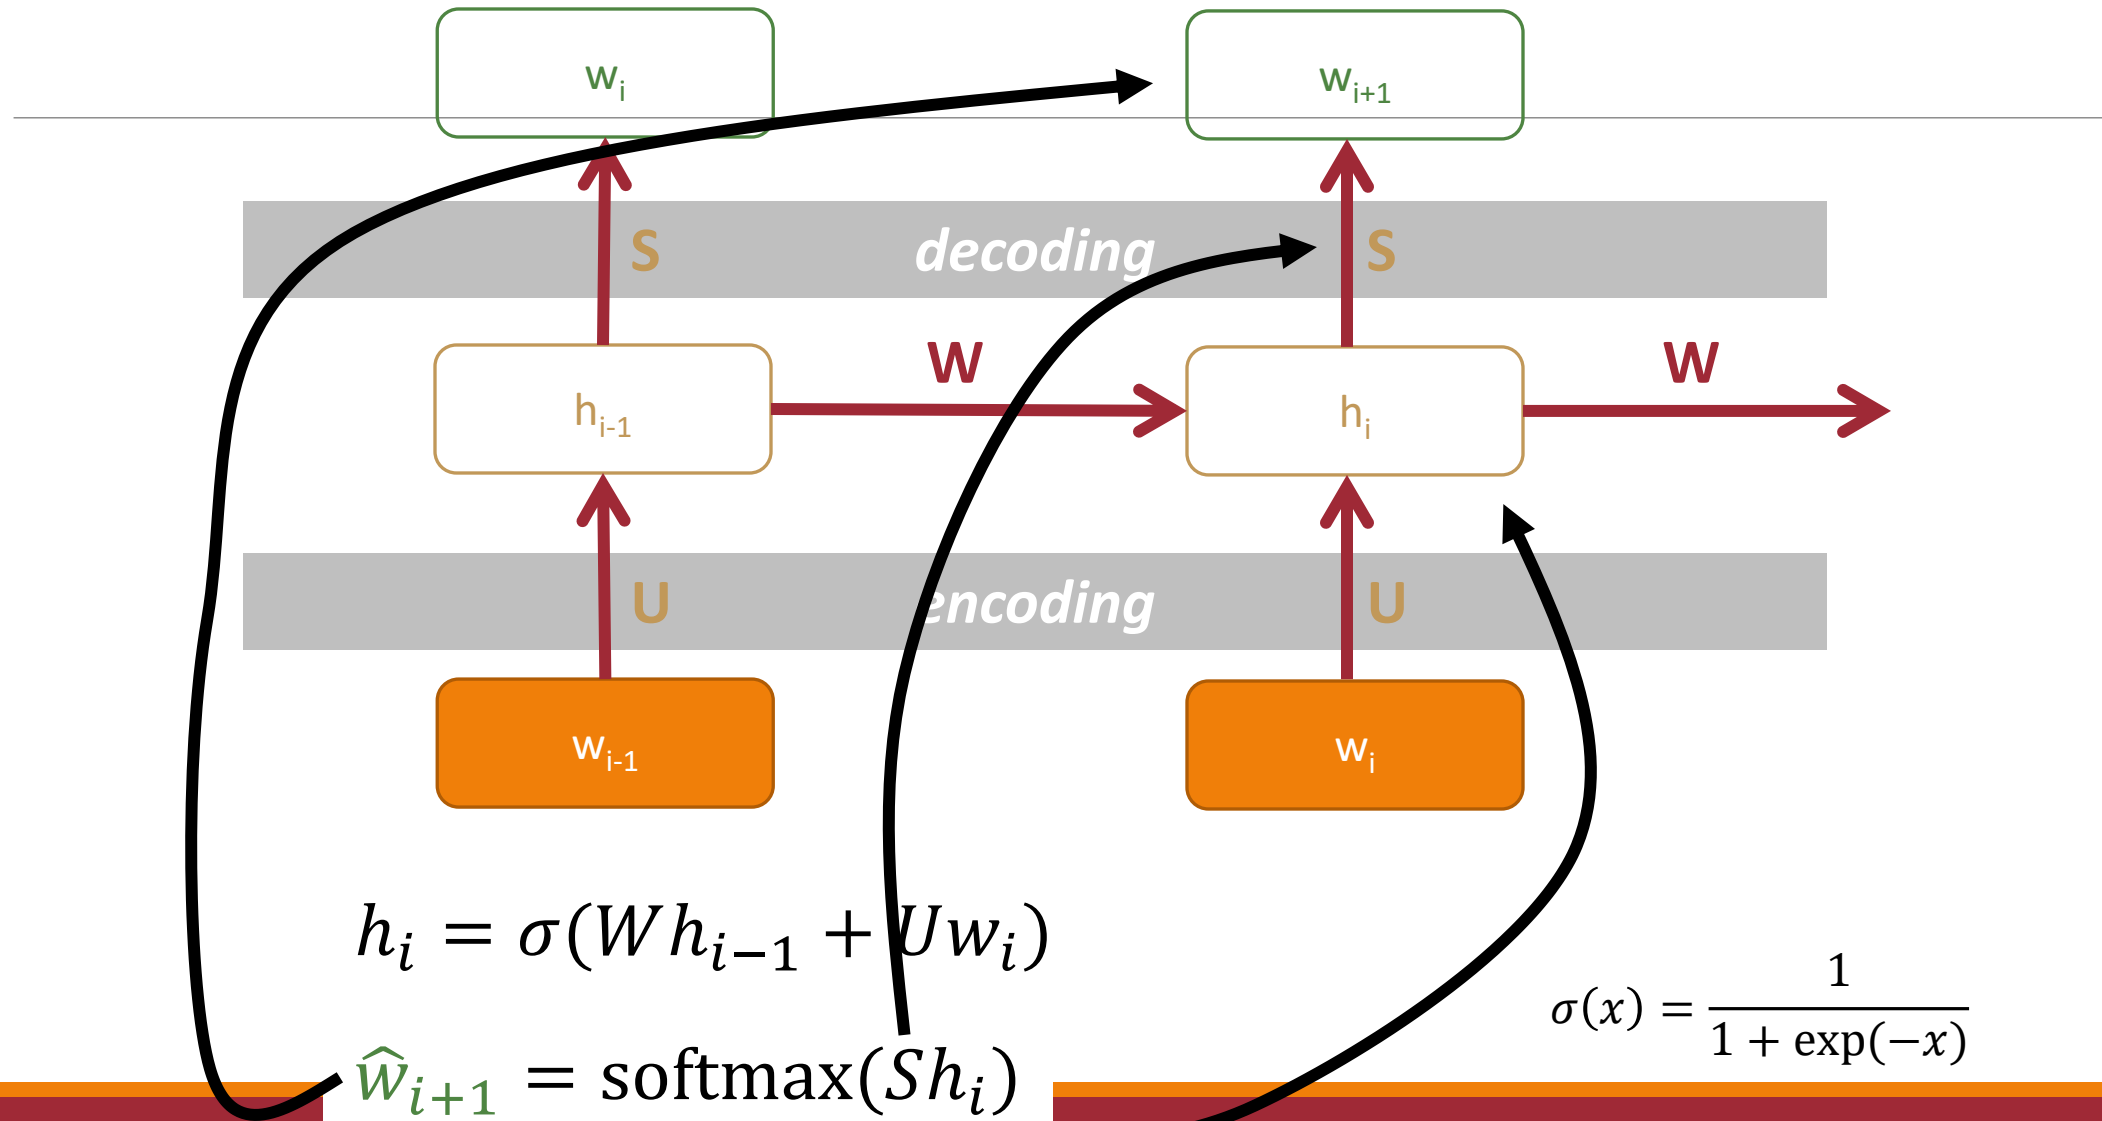 wᵢ wᵢ₊₁
S decoding S
W W
hᵢ₋₁ hᵢ
U encoding U
wᵢ₋₁ wᵢ
hᵢ = σ(Whᵢ₋₁ + Uwᵢ)
σ(x) = 1 / (1 + exp(−x))
ŵᵢ₊₁ = softmax(Shᵢ)